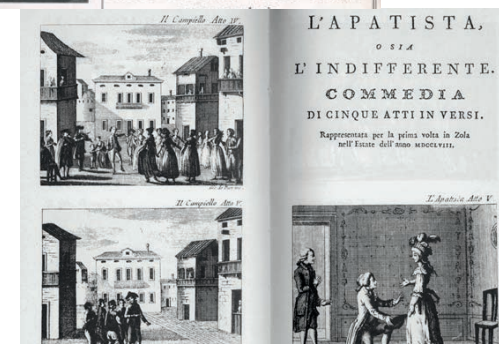 Il Campiello Atto IV.
Il Campiello Atto V.
L'APATISTA,
O SIA
L'INDIFFERENTE.
COMMEDIA
DI CINQUE ATTI IN VERSI.
Rappresentata per la prima volta in Zola
nell'Estate dell'anno MDCCLVIII.
L'Apatista Atto V.